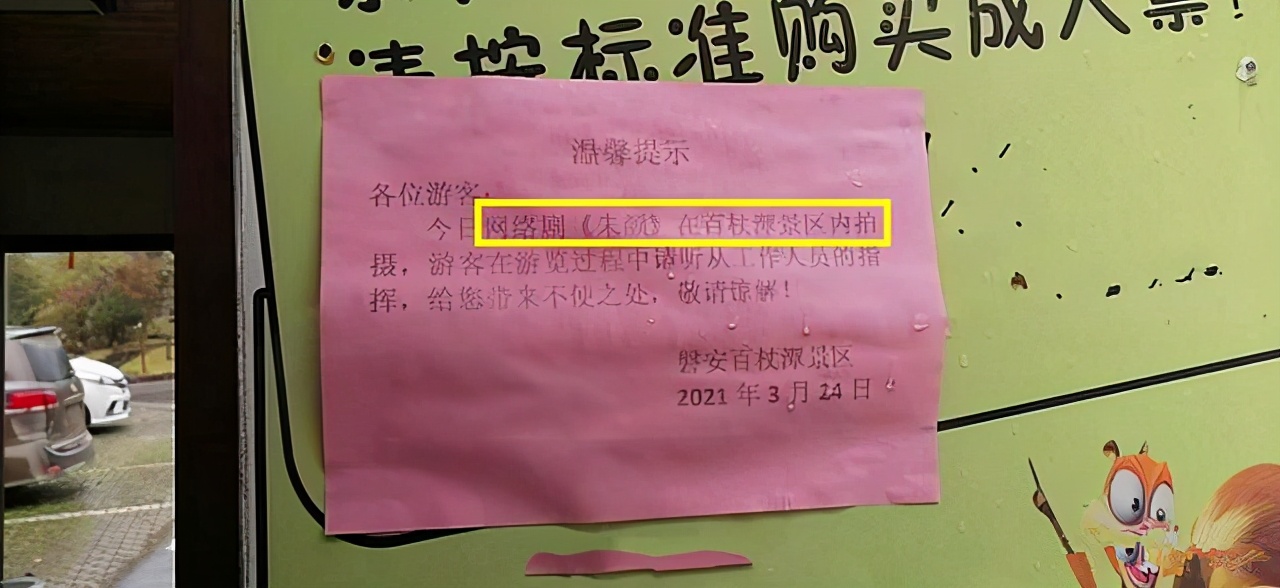 请按标准购买成人票!
温馨提示
各位游客:
今日网络剧《朱颜》在百杖潭景区内拍
摄，游客在游览过程中请听从工作人员的指
挥，给您带来不便之处，敬请谅解！
磐安百杖潭景区
2021 年 3 月 24 日